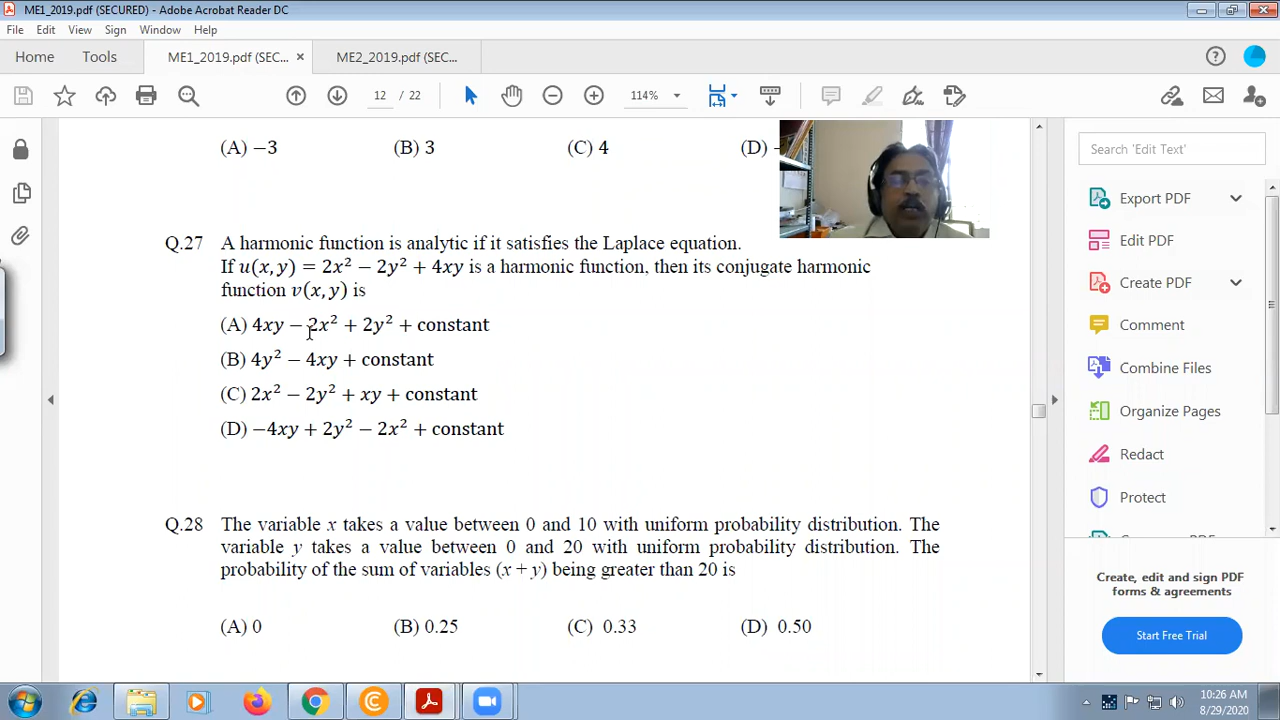 ME1_2019.pdf (SECURED) - Adobe Acrobat Reader DC
File Edit View Sign Window Help
Home Tools ME1_2019.pdf (SEC... × ME2_2019.pdf (SEC...
12 / 22 114%
(A) −3 (B) 3 (C) 4 (D) -
Q.27 A harmonic function is analytic if it satisfies the Laplace equation.
If u(x, y) = 2x² − 2y² + 4xy is a harmonic function, then its conjugate harmonic
function v(x, y) is
(A) 4xy − 2x² + 2y² + constant
(B) 4y² − 4xy + constant
(C) 2x² − 2y² + xy + constant
(D) −4xy + 2y² − 2x² + constant
Q.28 The variable x takes a value between 0 and 10 with uniform probability distribution. The
variable y takes a value between 0 and 20 with uniform probability distribution. The
probability of the sum of variables (x + y) being greater than 20 is
(A) 0 (B) 0.25 (C) 0.33 (D) 0.50
Search 'Edit Text'
Export PDF
Edit PDF
Create PDF
Comment
Combine Files
Organize Pages
Redact
Protect
Create, edit and sign PDF
forms & agreements
Start Free Trial
10:26 AM
8/29/2020